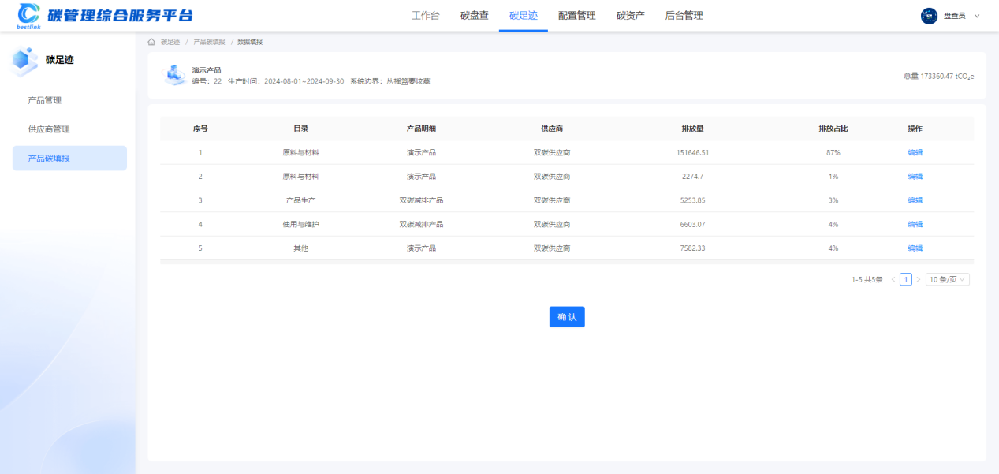 碳管理综合服务平台
bestlink
工作台 碳盘查 碳足迹 配置管理 碳资产 后台管理
盘查员
碳足迹 / 产品碳填报 / 数据填报
碳足迹
产品管理
供应商管理
产品碳填报
演示产品
编号：22 生产时间：2024-08-01~2024-09-30 系统边界：从摇篮要坟墓
总量 173360.47 tCO₂e
序号 目录 产品明细 供应商 排放量 排放占比 操作
1 原料与材料 演示产品 双碳供应商 151646.51 87% 编辑
2 原料与材料 演示产品 双碳供应商 2274.7 1% 编辑
3 产品生产 双碳减排产品 双碳供应商 5253.85 3% 编辑
4 使用与维护 双碳减排产品 双碳供应商 6603.07 4% 编辑
5 其他 演示产品 双碳供应商 7582.33 4% 编辑
1-5 共5条 < 1 > 10 条/页
确 认